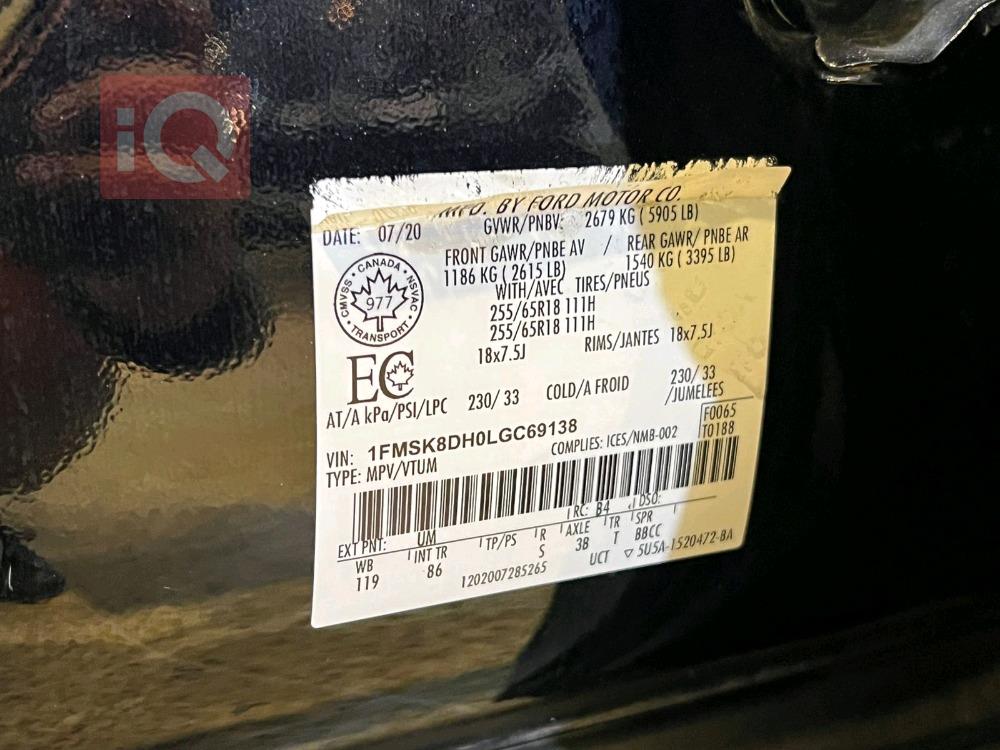 iQ
MFD. BY FORD MOTOR CO.
DATE: 07/20 GVWR/PNBV: 2679 KG ( 5905 LB)
FRONT GAWR/PNBE AV / REAR GAWR/ PNBE AR
1186 KG ( 2615 LB) 1540 KG ( 3395 LB)
WITH/AVEC TIRES/PNEUS
255/65R18 111H
255/65R18 111H
18x7.5J RIMS/JANTES 18x7.5J
CMVSS • CANADA • NSVAC • TRANSPORT •
977
EC
AT/A kPa/PSI/LPC 230/ 33 COLD/A FROID 230/ 33
/JUMELEES
VIN: 1FMSK8DH0LGC69138 F0065
TYPE: MPV/VTUM COMPLIES: ICES/NMB-002 T0188
RC: B4 DSO:
EXT PNT: UM AXLE TR SPR
WB INT TR TP/PS R 3B T BBCC
119 86 S
1202007285265 UCT ▽ 5U5A-1520472-BA